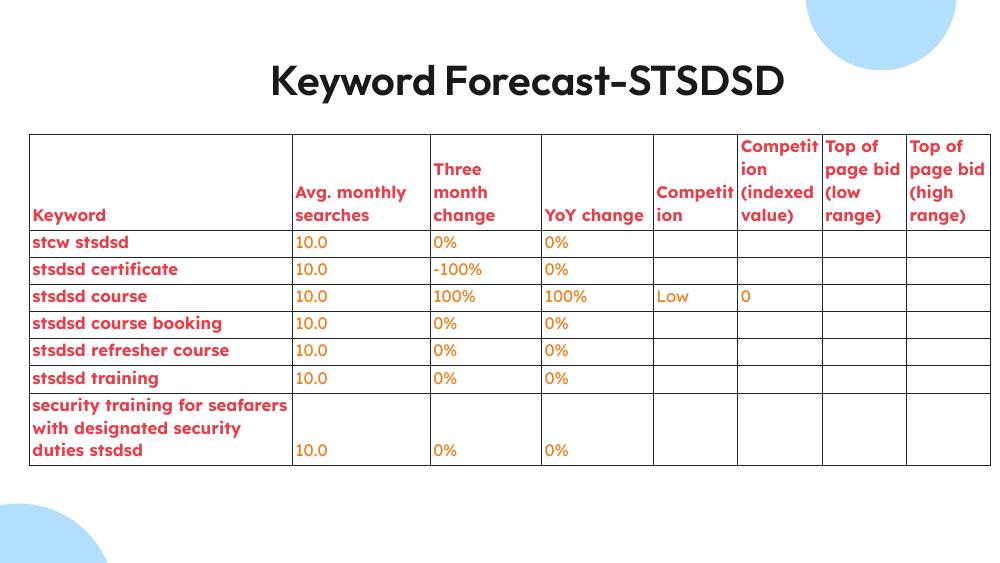 Keyword Forecast-STSDSD
Keyword | Avg. monthly searches | Three month change | YoY change | Competition | Competition (indexed value) | Top of page bid (low range) | Top of page bid (high range)
stcw stsdsd | 10.0 | 0% | 0% | | | |
stsdsd certificate | 10.0 | -100% | 0% | | | |
stsdsd course | 10.0 | 100% | 100% | Low | 0 | |
stsdsd course booking | 10.0 | 0% | 0% | | | |
stsdsd refresher course | 10.0 | 0% | 0% | | | |
stsdsd training | 10.0 | 0% | 0% | | | |
security training for seafarers with designated security duties stsdsd | 10.0 | 0% | 0% | | | |